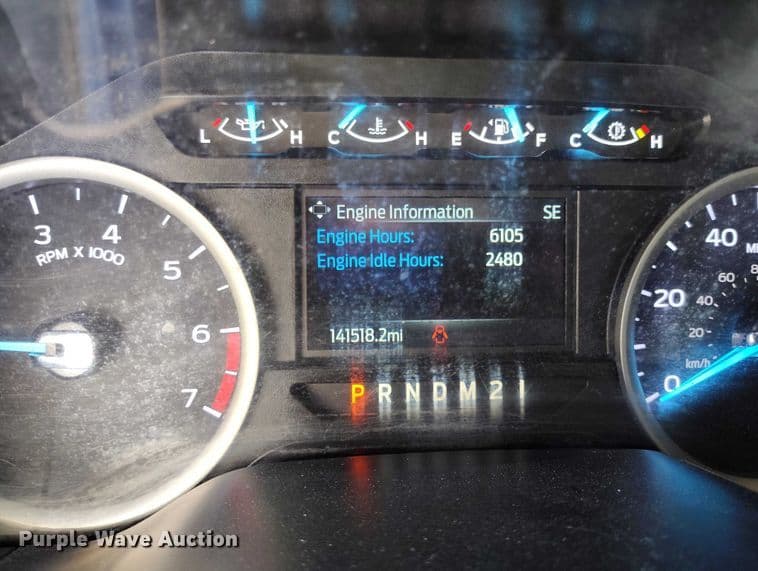 L H C H E F C H
Engine Information SE
Engine Hours: 6105
Engine Idle Hours: 2480
141518.2mi
P R N D M 2 1
3 4 5 6 7
RPM X 1000
0 20 40
20 40 60
km/h
Purple Wave Auction